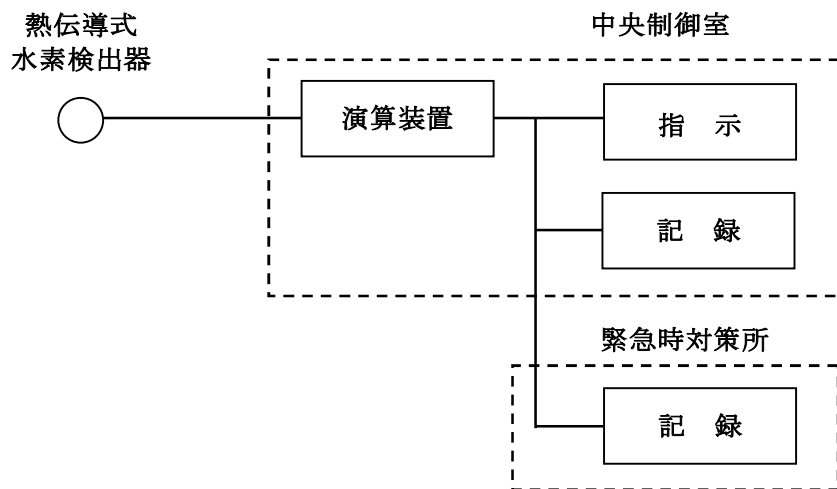 熱伝導式
水素検出器
中央制御室
演算装置
指 示
記 録
緊急時対策所
記 録